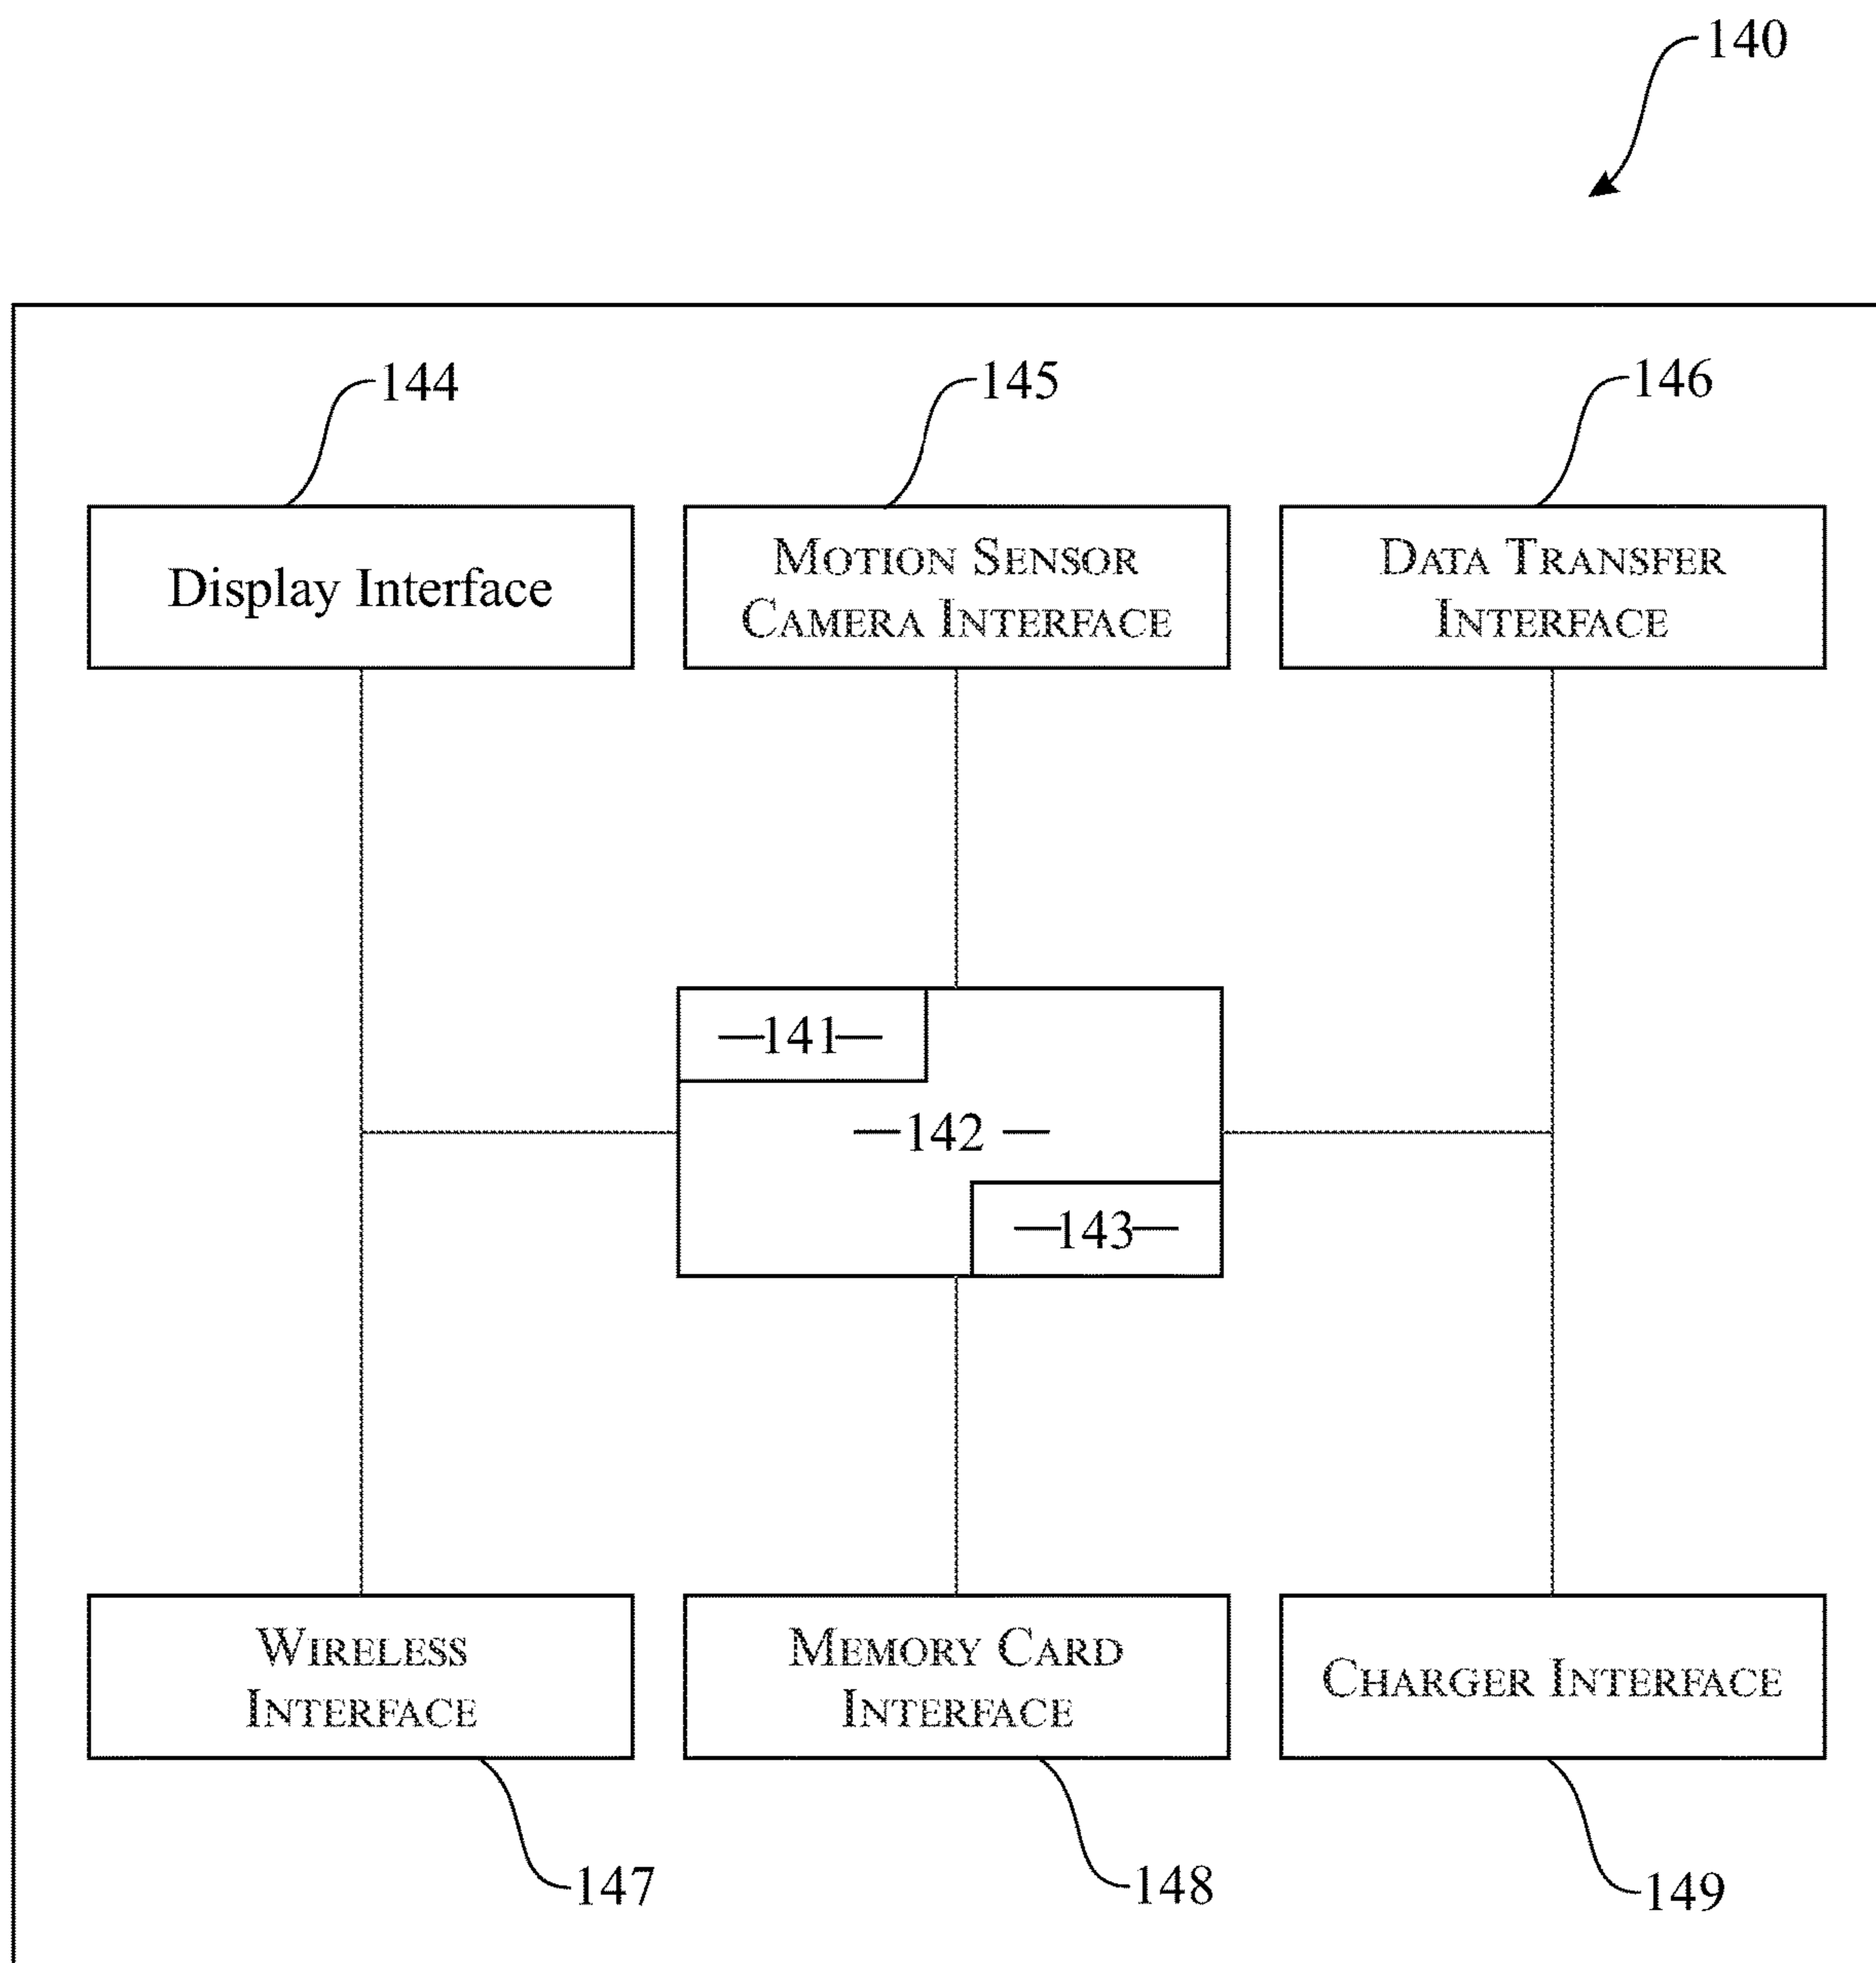 140
144
145
146
Display Interface
MOTION SENSOR
CAMERA INTERFACE
DATA TRANSFER
INTERFACE
141
142
143
WIRELESS
INTERFACE
MEMORY CARD
INTERFACE
CHARGER INTERFACE
147
148
149